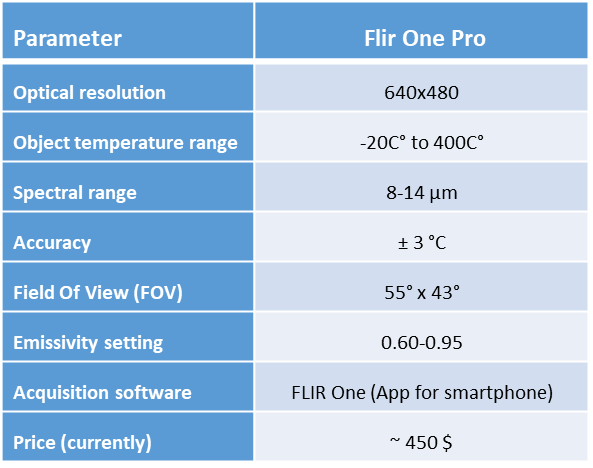 Parameter Flir One Pro
Optical resolution 640x480
Object temperature range -20C° to 400C°
Spectral range 8-14 µm
Accuracy ± 3 °C
Field Of View (FOV) 55° x 43°
Emissivity setting 0.60-0.95
Acquisition software FLIR One (App for smartphone)
Price (currently) ~ 450 $